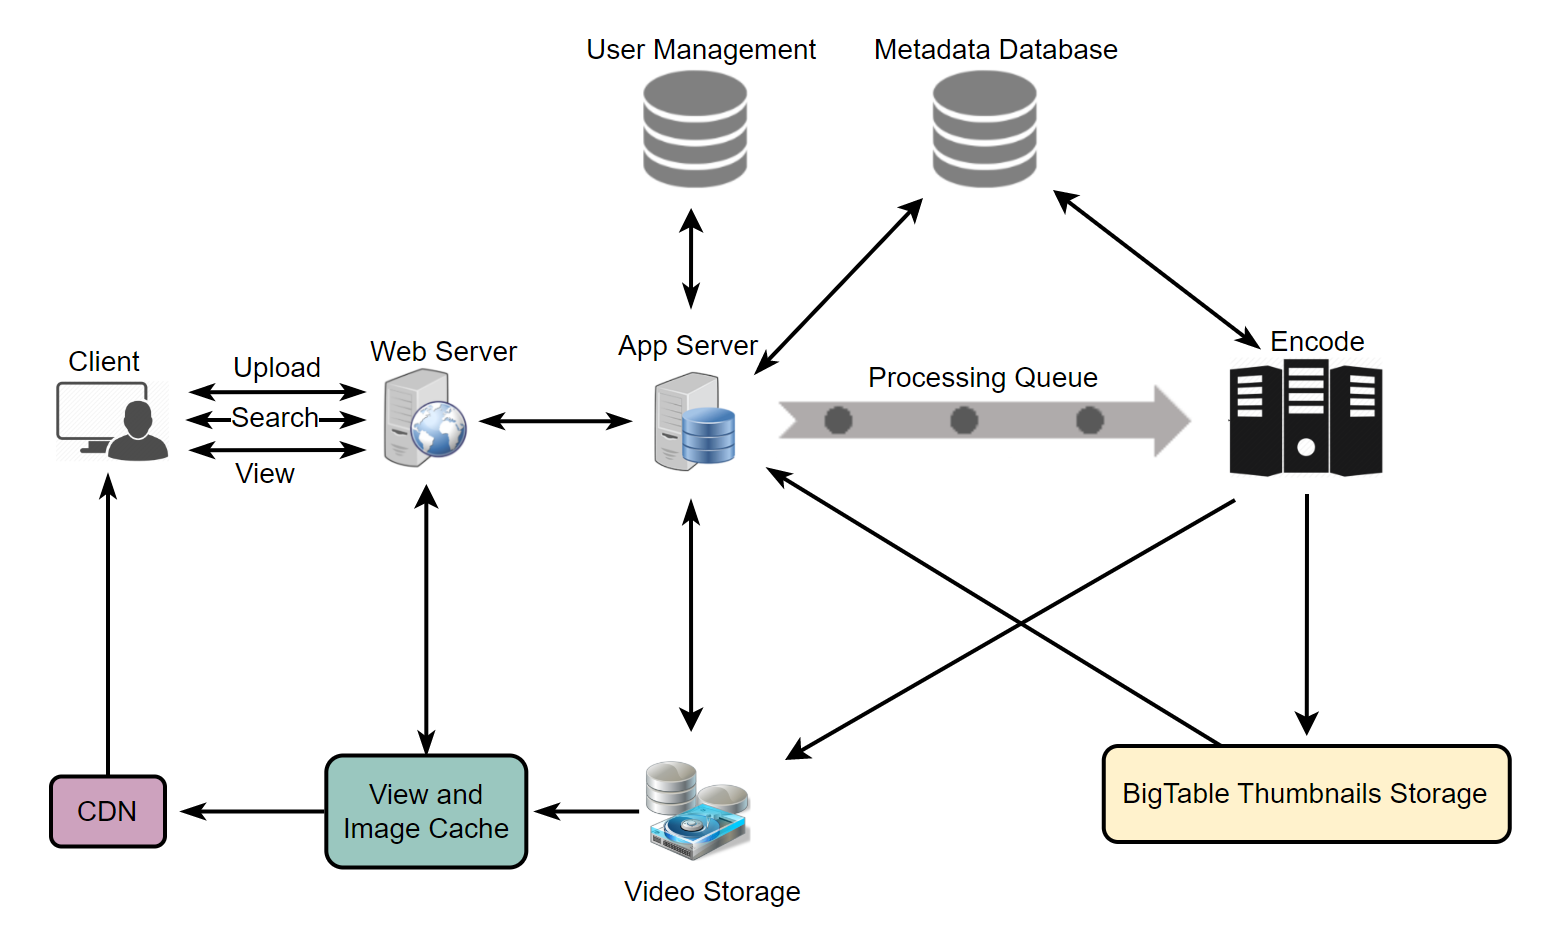 User Management
Metadata Database
Client
Upload
Search
View
Web Server
App Server
Processing Queue
Encode
CDN
View and
Image Cache
Video Storage
BigTable Thumbnails Storage